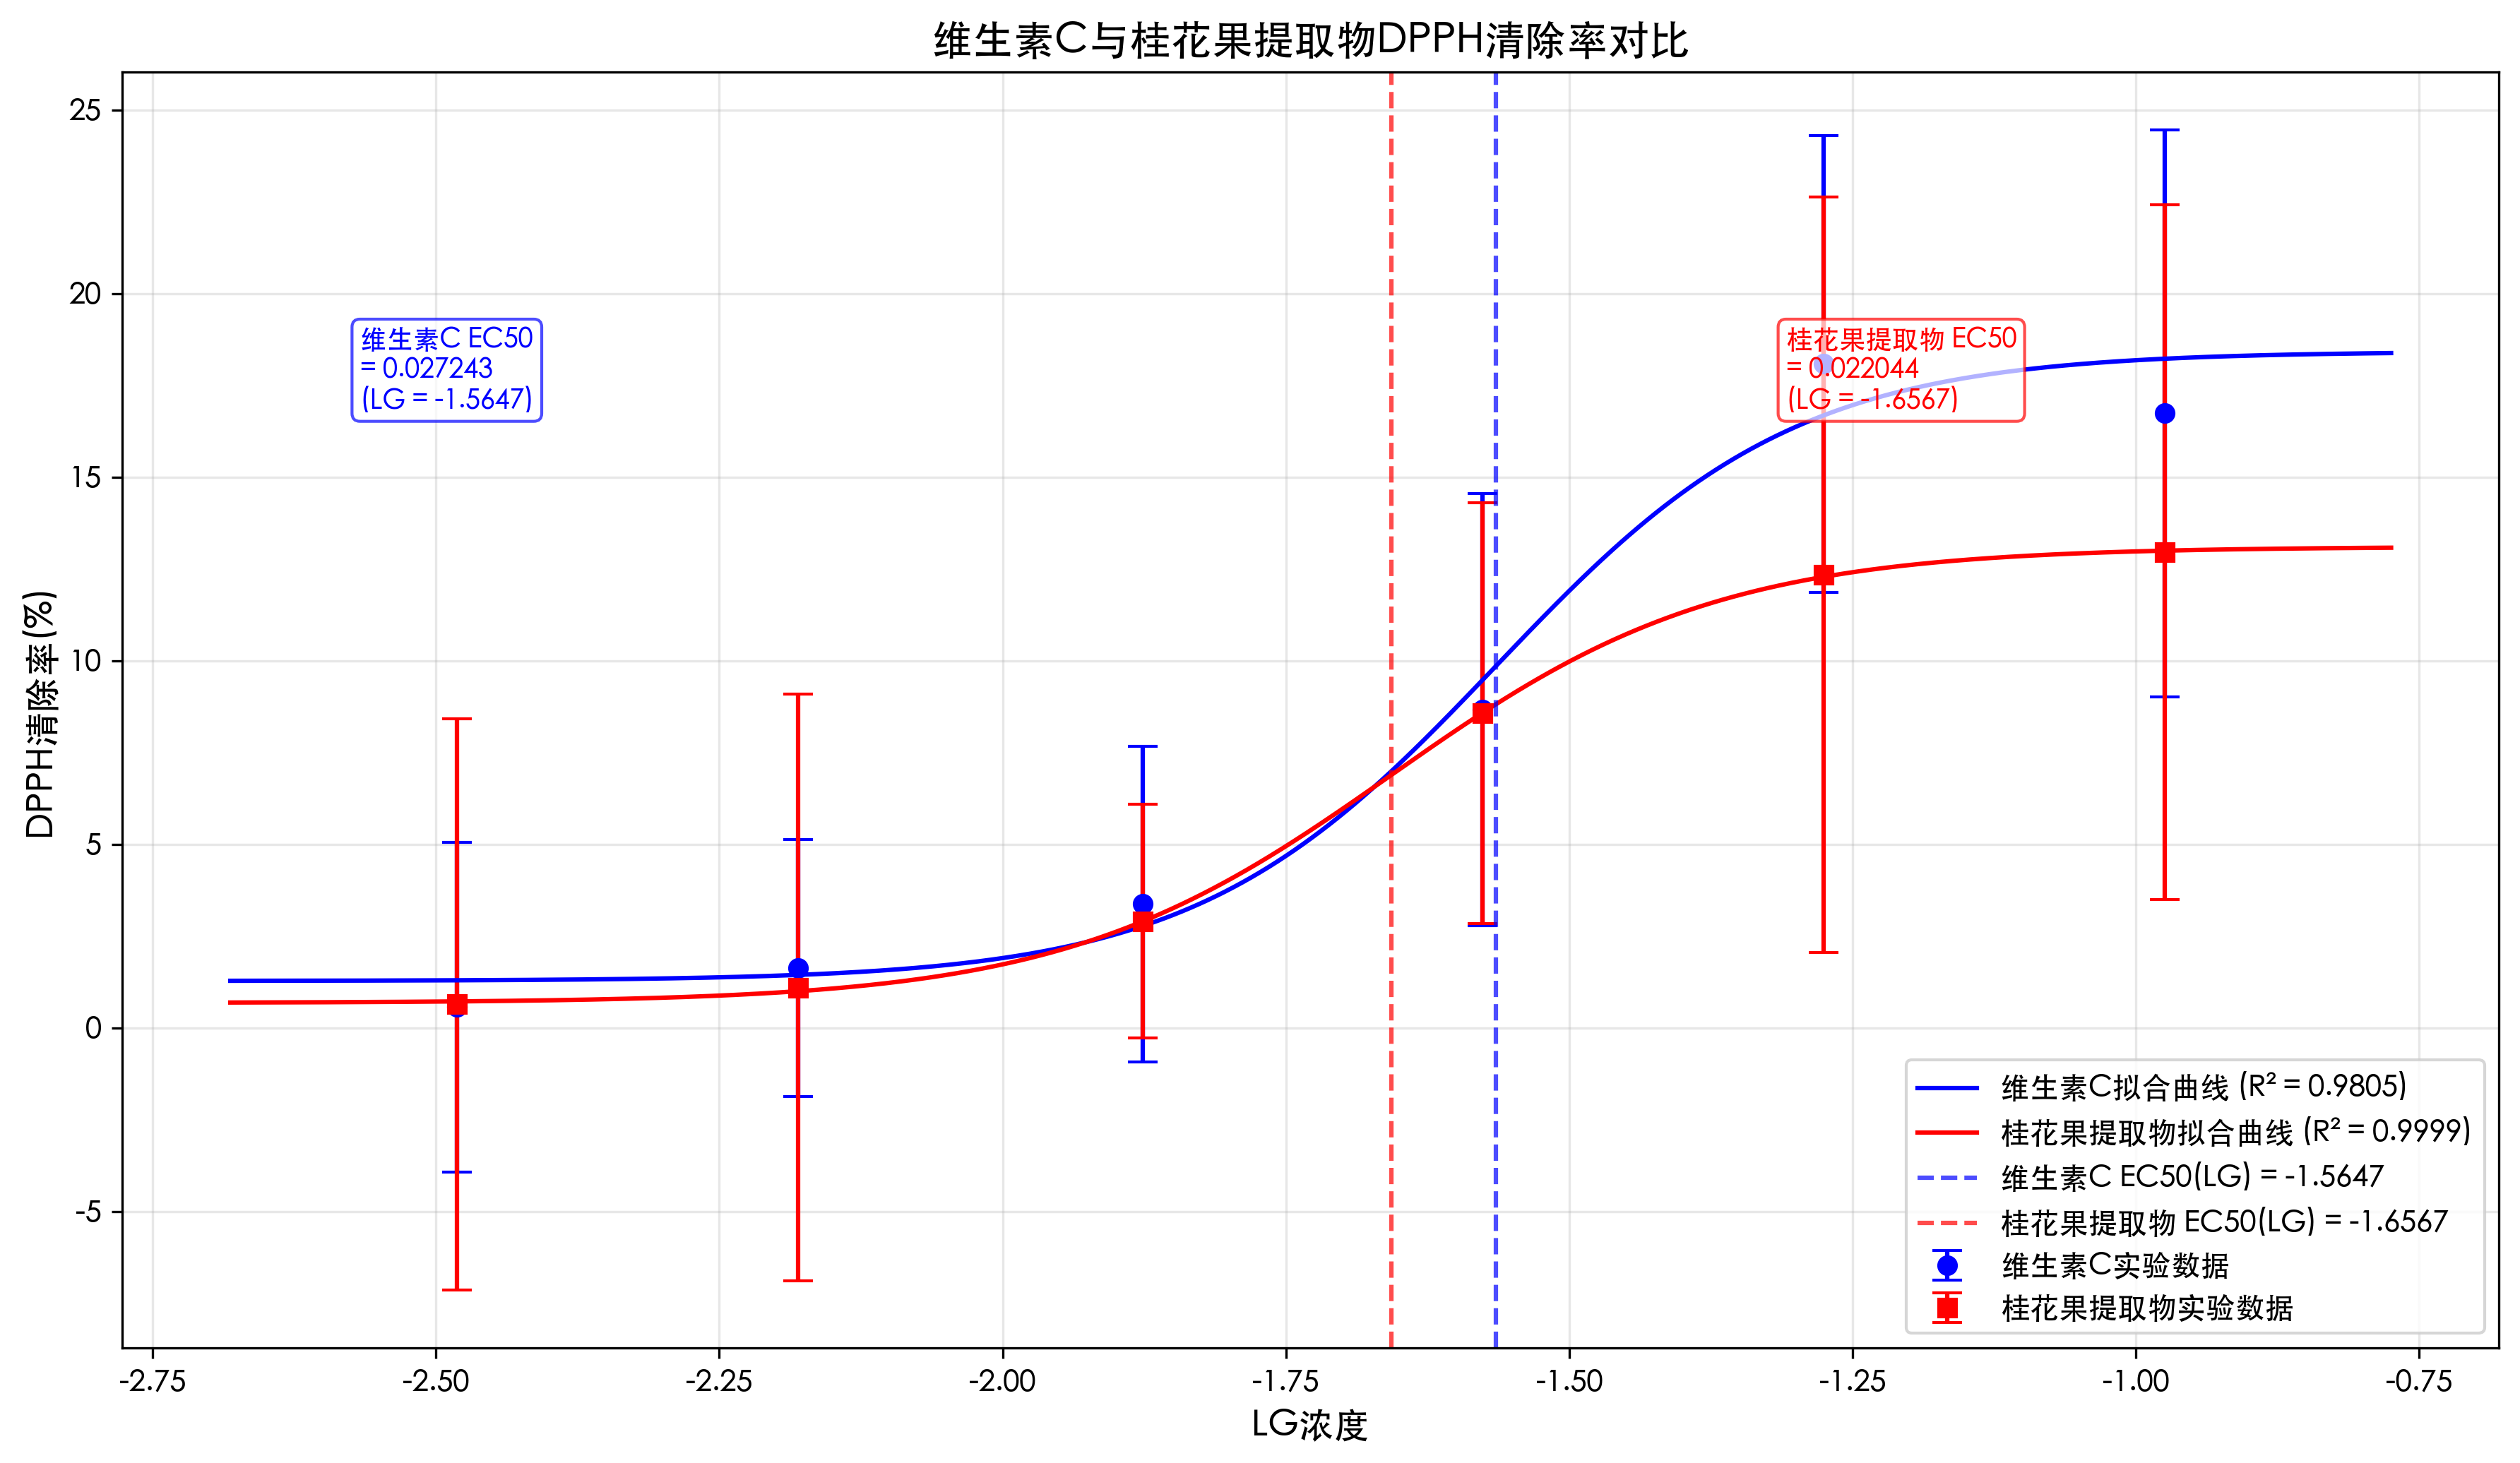 维生素C与桂花果提取物DPPH清除率对比
DPPH清除率(%)
25
20
15
10
5
0
-5
维生素C EC50
= 0.027243
(LG = -1.5647)
桂花果提取物 EC50
= 0.022044
(LG = -1.6567)
维生素C拟合曲线 (R² = 0.9805)
桂花果提取物拟合曲线 (R² = 0.9999)
维生素C EC50(LG) = -1.5647
桂花果提取物 EC50(LG) = -1.6567
维生素C实验数据
桂花果提取物实验数据
-2.75 -2.50 -2.25 -2.00 -1.75 -1.50 -1.25 -1.00 -0.75
LG浓度